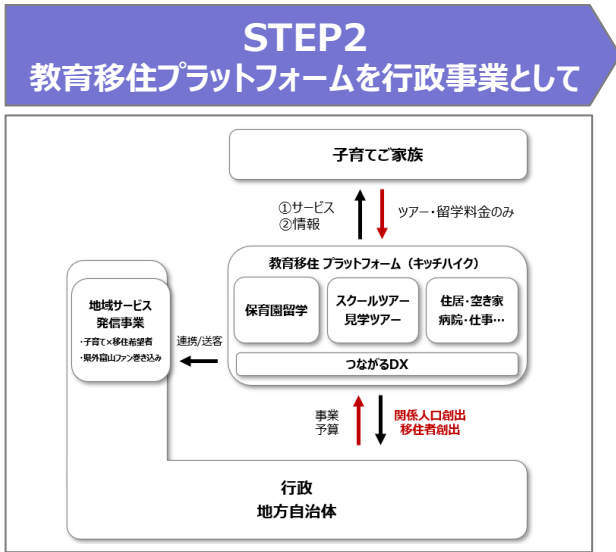 STEP2
教育移住プラットフォームを行政事業として
子育てご家族
①サービス
②情報
ツアー・留学料金のみ
教育移住 プラットフォーム（キッチハイク）
保育園留学
スクールツアー
見学ツアー
住居・空き家
病院・仕事…
つながるDX
地域サービス
発信事業
・子育て×移住希望者
・県外富山ファン巻き込み
連携/送客
事業
予算
関係人口創出
移住者創出
行政
地方自治体